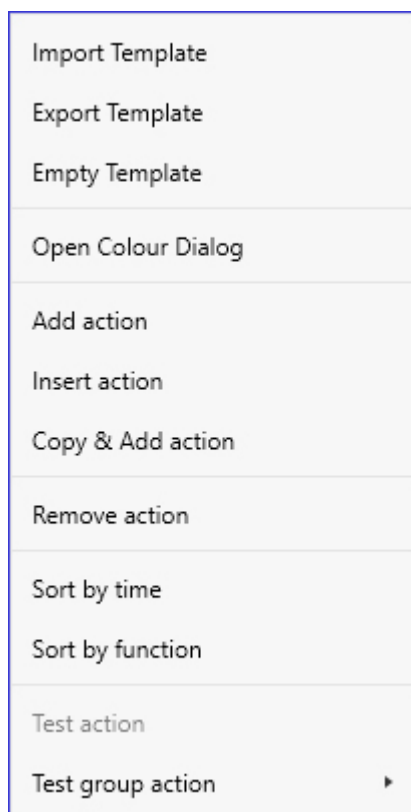 Import Template
Export Template
Empty Template
Open Colour Dialog
Add action
Insert action
Copy & Add action
Remove action
Sort by time
Sort by function
Test action
Test group action